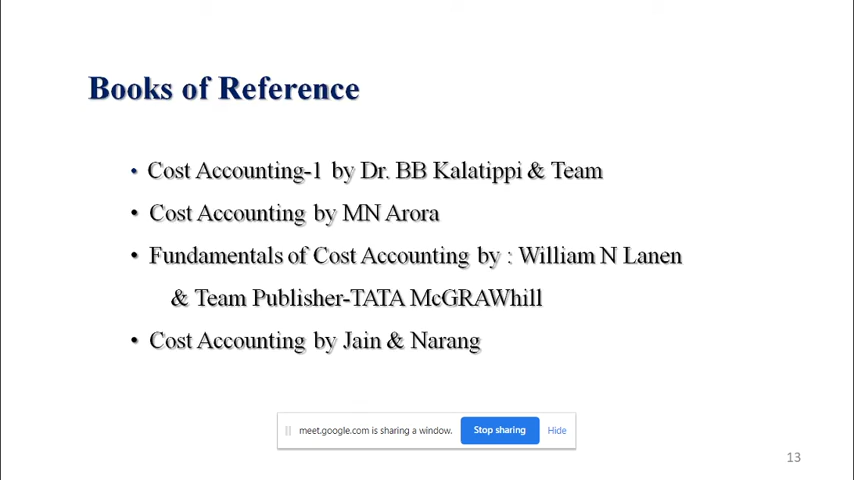 Books of Reference
• Cost Accounting-1 by Dr. BB Kalatippi & Team
• Cost Accounting by MN Arora
• Fundamentals of Cost Accounting by : William N Lanen
& Team Publisher-TATA McGRAWhill
• Cost Accounting by Jain & Narang
meet.google.com is sharing a window. Stop sharing Hide
13